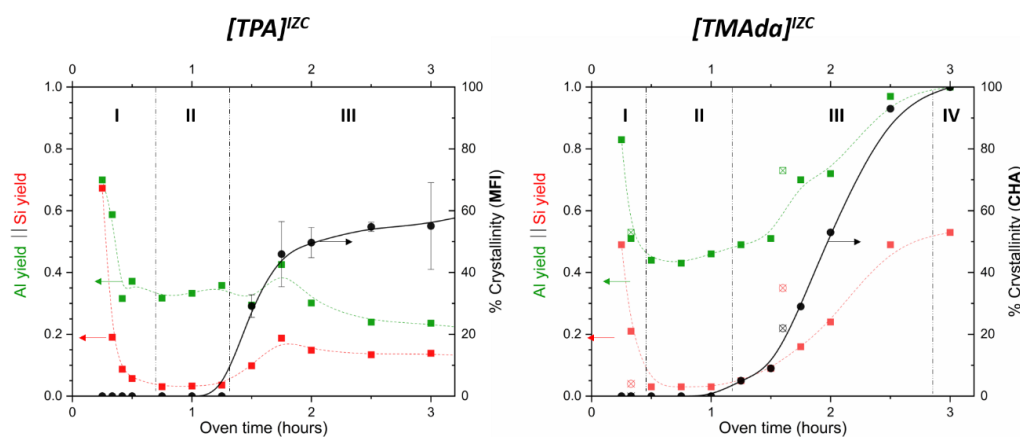 [TPA]IZC
0 1 2 3
1.0 100
I II III
0.8 80
0.6 60
0.4 40
0.2 20
0.0 0
Al yield || Si yield
% Crystallinity (MFI)
0 1 2 3
Oven time (hours)
[TMAda]IZC
0 1 2 3
1.0 100
I II III IV
0.8 80
0.6 60
0.4 40
0.2 20
0.0 0
Al yield || Si yield
% Crystallinity (CHA)
0 1 2 3
Oven time (hours)